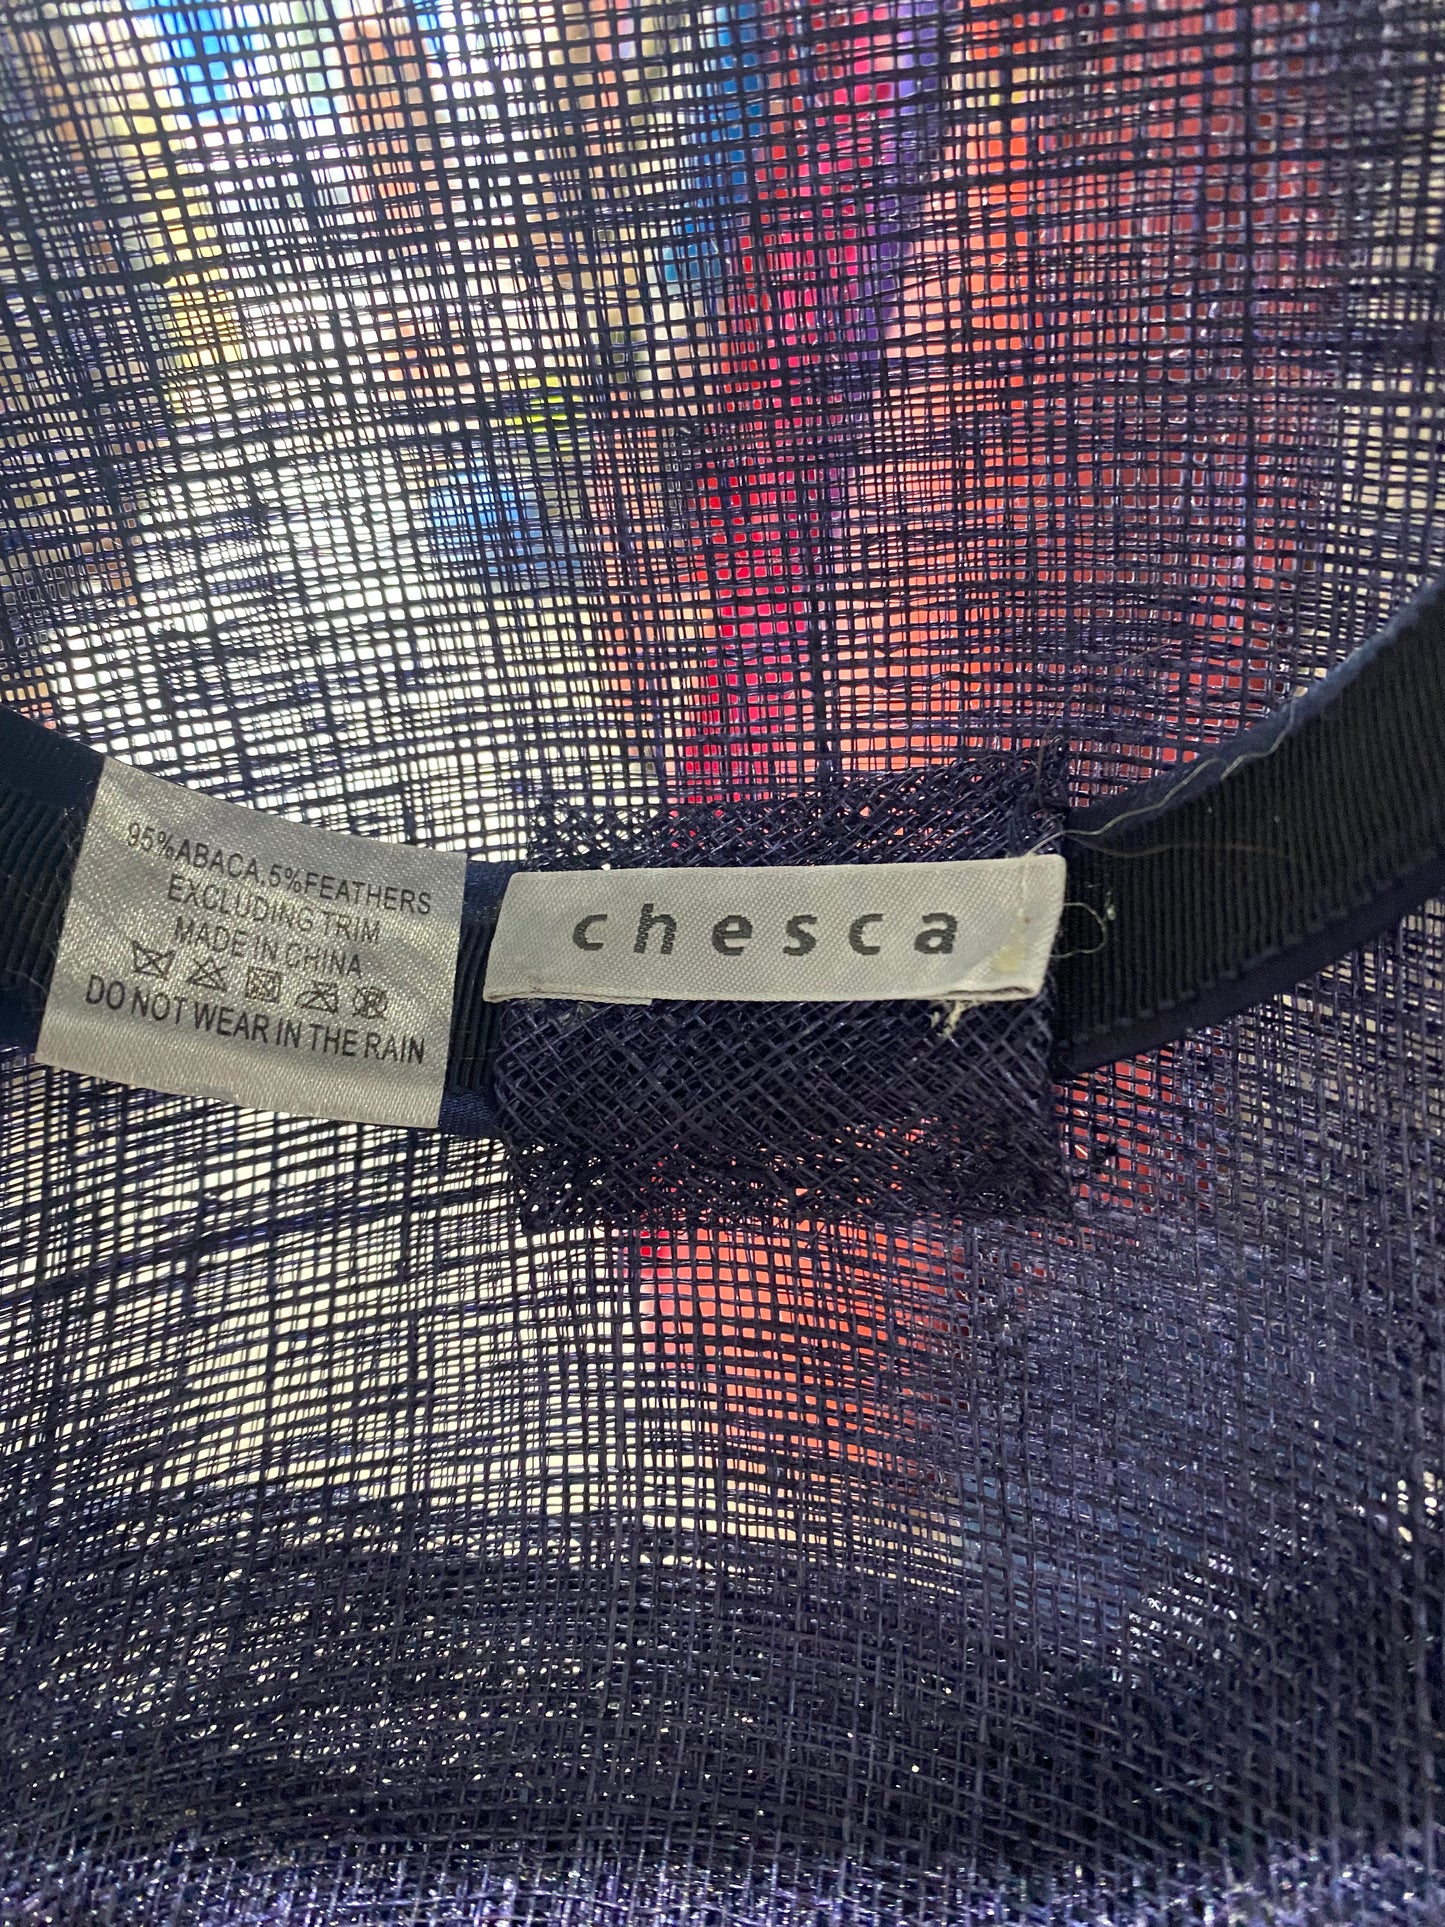 95%ABACA.5%FEATHERS
EXCLUDING TRIM
MADE IN CHINA
DO NOT WEAR IN THE RAIN
chesca